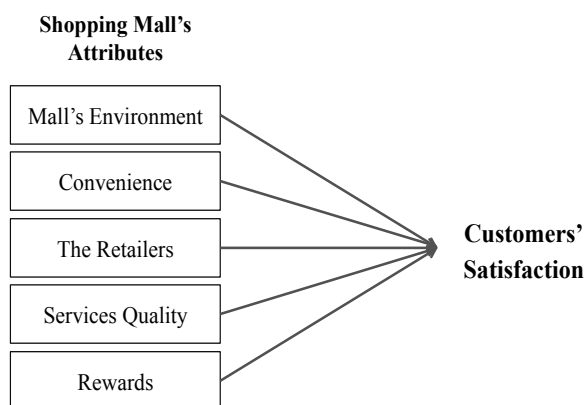 Shopping Mall’s
Attributes
Mall’s Environment
Convenience
The Retailers
Services Quality
Rewards
Customers’
Satisfaction